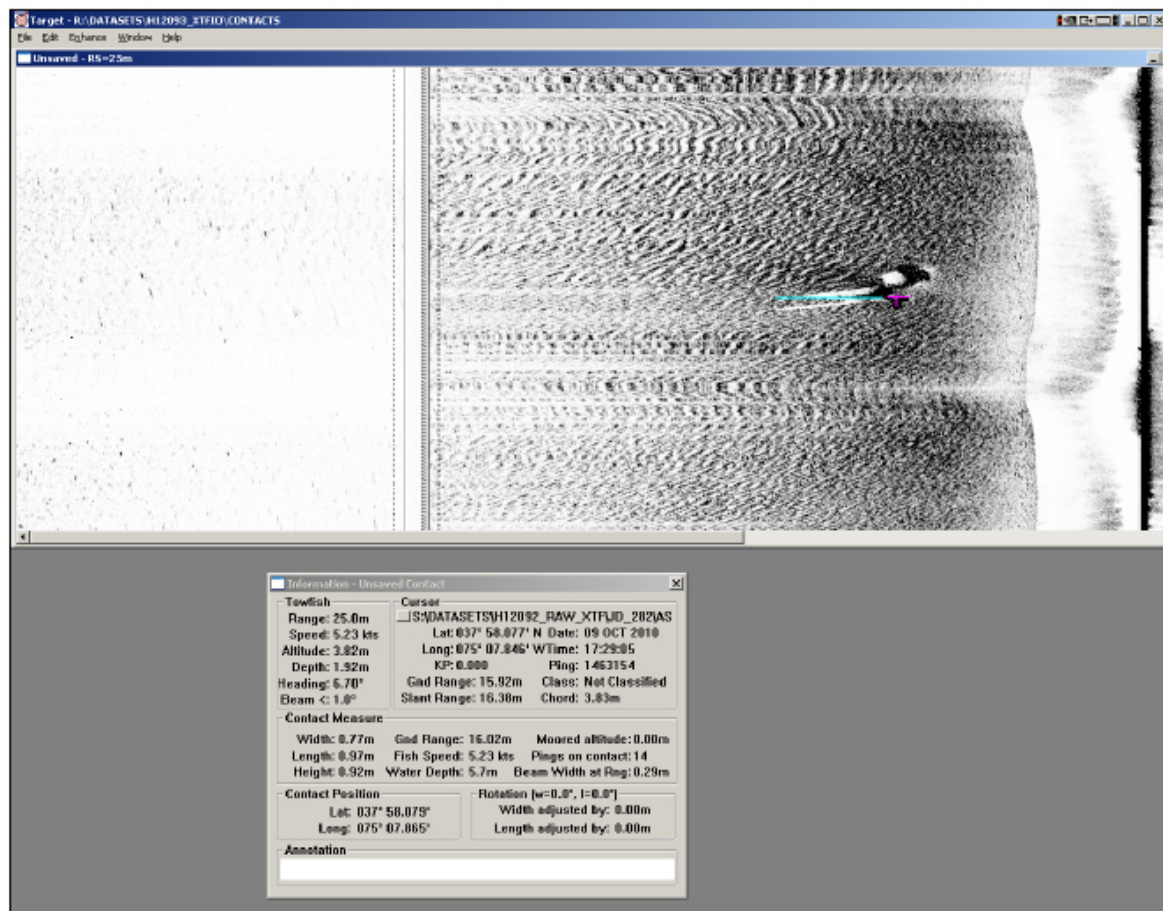 Target - R:\DATASETS\H12093_XTF\JD\CONTACTS
File Edit Enhance Window Help
Unsaved - RS=25m
Information - Unsaved Contact
Towfish
Range: 25.0m
Speed: 5.23 kts
Altitude: 3.82m
Depth: 1.92m
Heading: 6.70°
Beam <: 1.0°
Cursor
S:\DATASETS\H12092_RAW_XTF\JD_282\AS
Lat: 037° 58.077' N Date: 09 OCT 2010
Long: 075° 07.846' W Time: 17:29:05
KP: 0.000 Ping: 1463154
Gnd Range: 15.92m Class: Not Classified
Slant Range: 16.38m Chord: 3.83m
Contact Measure
Width: 0.77m Gnd Range: 16.02m Moored altitude: 0.00m
Length: 0.97m Fish Speed: 5.23 kts Pings on contact: 14
Height: 0.92m Water Depth: 5.7m Beam Width at Rng: 0.29m
Contact Position
Lat: 037° 58.079°
Long: 075° 07.865°
Rotation (w=0.0°, l=0.0°)
Width adjusted by: 0.00m
Length adjusted by: 0.00m
Annotation